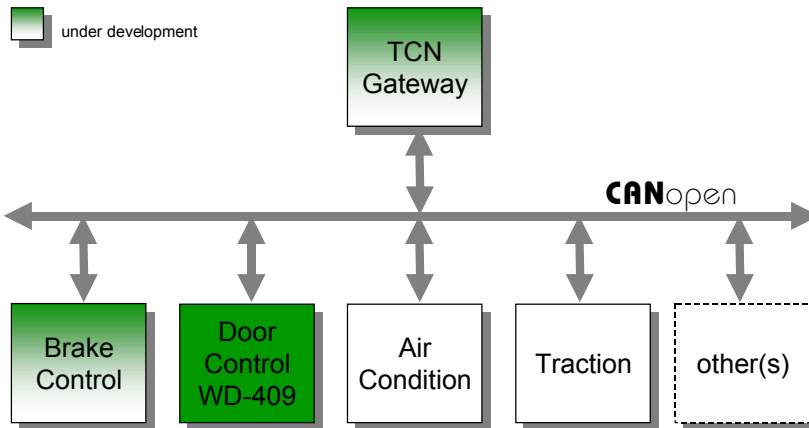 under development
TCN
Gateway
CANopen
Brake
Control
Door
Control
WD-409
Air
Condition
Traction
other(s)